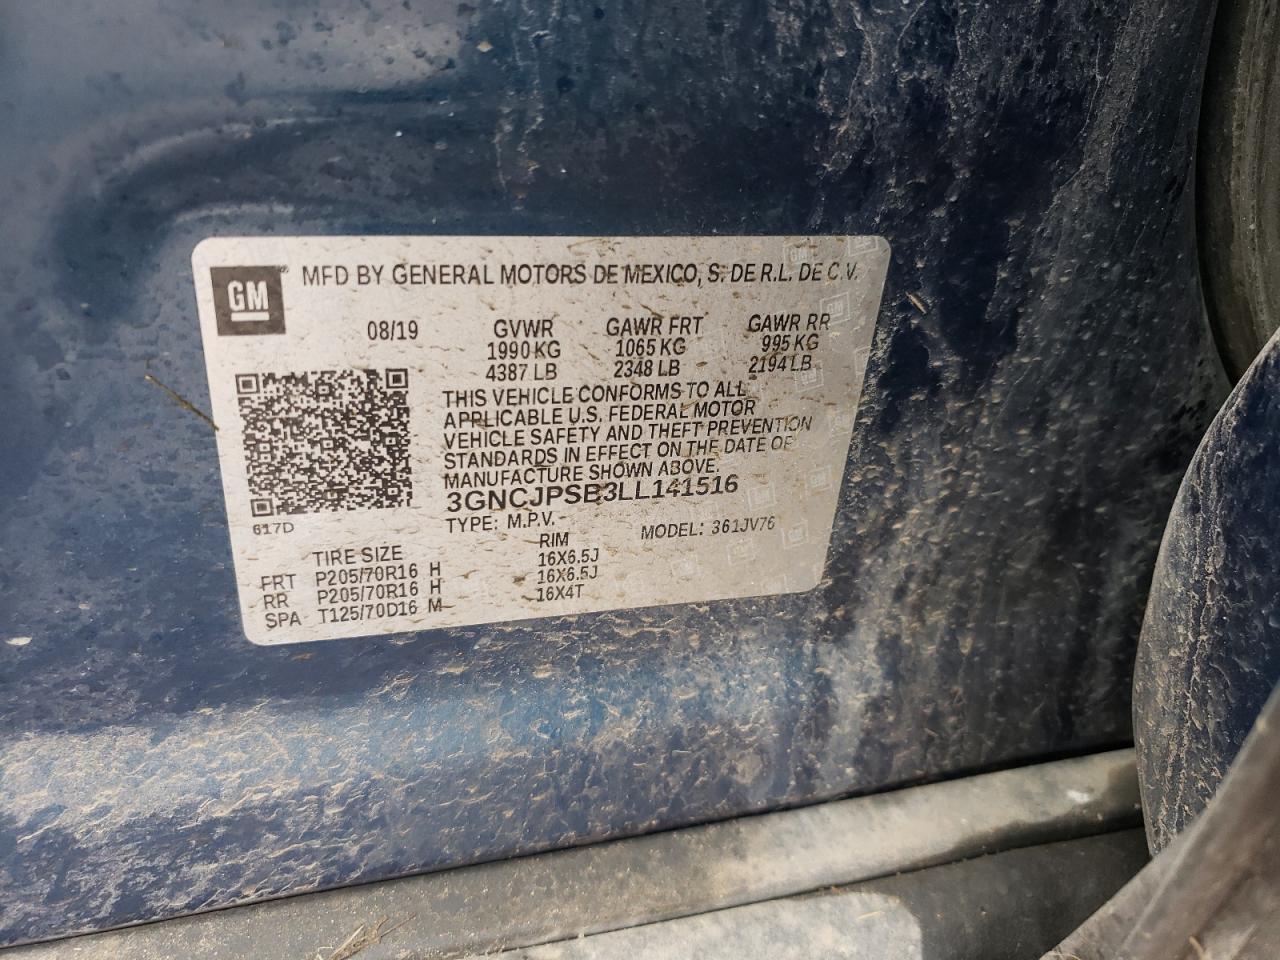 GM
MFD BY GENERAL MOTORS DE MEXICO, S. DE R.L. DE C.V.
08/19 GVWR GAWR FRT GAWR RR
1990 KG 1065 KG 995 KG
4387 LB 2348 LB 2194 LB
THIS VEHICLE CONFORMS TO ALL
APPLICABLE U.S. FEDERAL MOTOR
VEHICLE SAFETY AND THEFT PREVENTION
STANDARDS IN EFFECT ON THE DATE OF
MANUFACTURE SHOWN ABOVE.
3GNCJPSB3LL141516
617D
TYPE: M.P.V. MODEL: 361JV76
TIRE SIZE RIM
FRT P205/70R16 H 16X6.5J
RR P205/70R16 H 16X6.5J
SPA T125/70D16 M 16X4T